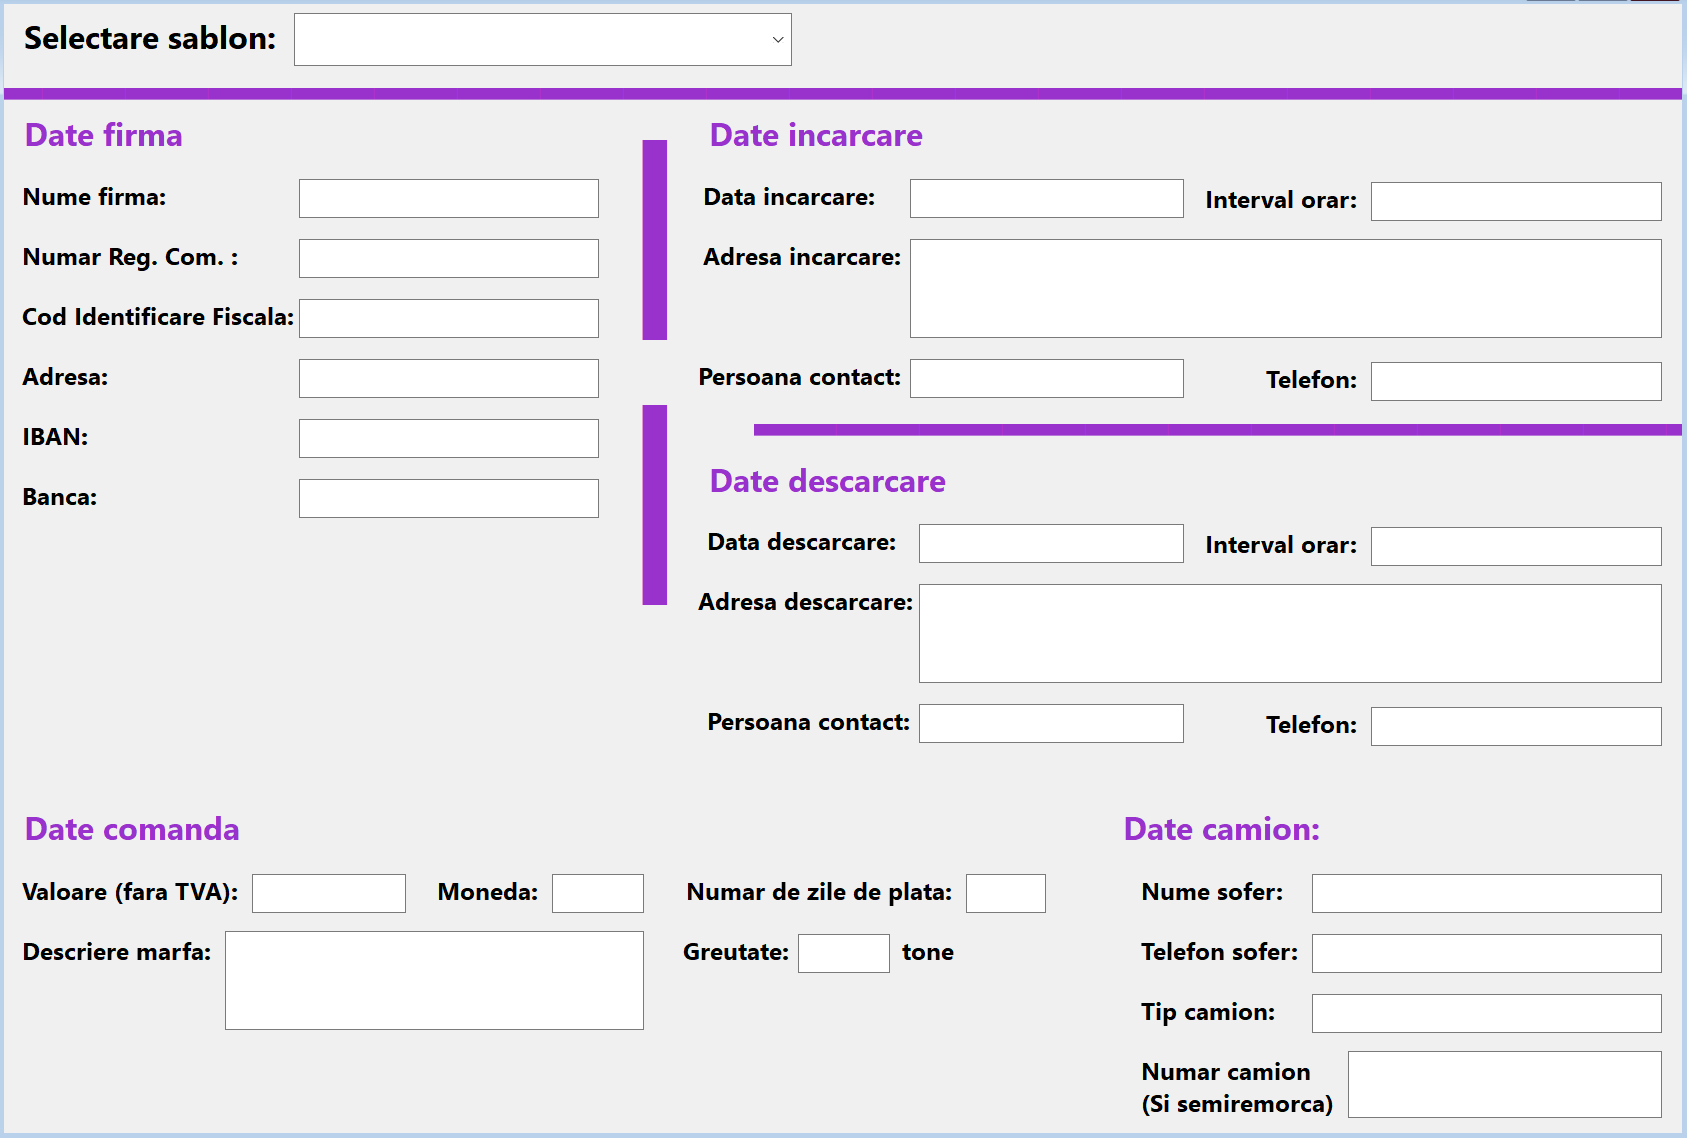 Selectare sablon:
Date firma
Nume firma:
Numar Reg. Com. :
Cod Identificare Fiscala:
Adresa:
IBAN:
Banca:
Date incarcare
Data incarcare:
Interval orar:
Adresa incarcare:
Persoana contact:
Telefon:
Date descarcare
Data descarcare:
Interval orar:
Adresa descarcare:
Persoana contact:
Telefon:
Date comanda
Valoare (fara TVA):
Moneda:
Numar de zile de plata:
Descriere marfa:
Greutate:
tone
Date camion:
Nume sofer:
Telefon sofer:
Tip camion:
Numar camion
(Si semiremorca)